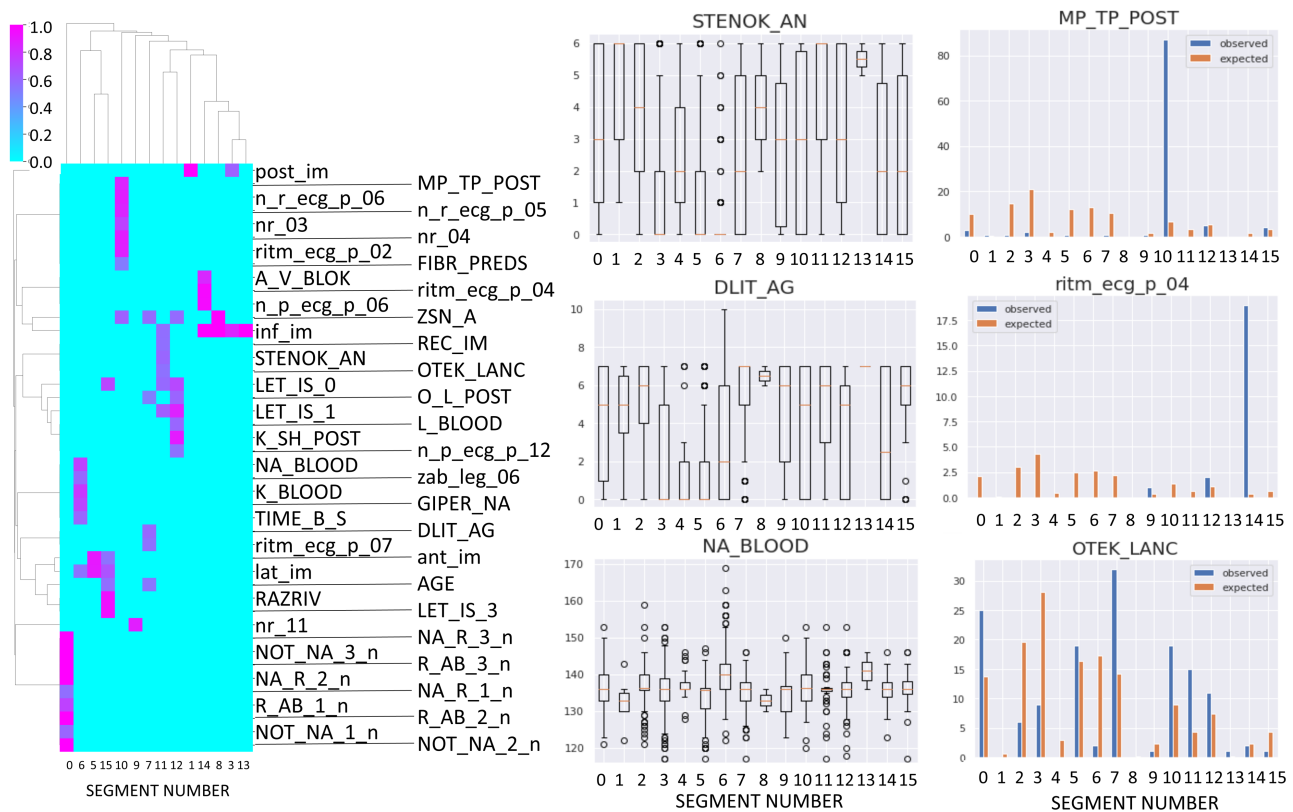 1.0
0.8
0.6
0.4
0.2
0.0
post_im
MP_TP_POST
n_r_ecg_p_06
n_r_ecg_p_05
nr_03
nr_04
ritm_ecg_p_02
FIBR_PREDS
A_V_BLOK
ritm_ecg_p_04
n_p_ecg_p_06
ZSN_A
inf_im
REC_IM
STENOK_AN
OTEK_LANC
LET_IS_0
O_L_POST
LET_IS_1
L_BLOOD
K_SH_POST
n_p_ecg_p_12
NA_BLOOD
zab_leg_06
K_BLOOD
GIPER_NA
TIME_B_S
DLIT_AG
ritm_ecg_p_07
ant_im
lat_im
AGE
RAZRIV
LET_IS_3
nr_11
NA_R_3_n
NOT_NA_3_n
R_AB_3_n
NA_R_2_n
NA_R_1_n
R_AB_1_n
R_AB_2_n
NOT_NA_1_n
NOT_NA_2_n
0 6 5 15 10 9 7 11 12 1 14 8 3 13
SEGMENT NUMBER
STENOK_AN
6
5
4
3
2
1
0
0 1 2 3 4 5 6 7 8 9 10 11 12 13 14 15
DLIT_AG
10
8
6
4
2
0
0 1 2 3 4 5 6 7 8 9 10 11 12 13 14 15
NA_BLOOD
170
160
150
140
130
120
0 1 2 3 4 5 6 7 8 9 10 11 12 13 14 15
SEGMENT NUMBER
MP_TP_POST
observed
expected
80
60
40
20
0
0 1 2 3 4 5 6 7 8 9 10 11 12 13 14 15
ritm_ecg_p_04
observed
expected
17.5
15.0
12.5
10.0
7.5
5.0
2.5
0.0
0 1 2 3 4 5 6 7 8 9 10 11 12 13 14 15
OTEK_LANC
observed
expected
30
25
20
15
10
5
0
0 1 2 3 4 5 6 7 8 9 10 11 12 13 14 15
SEGMENT NUMBER